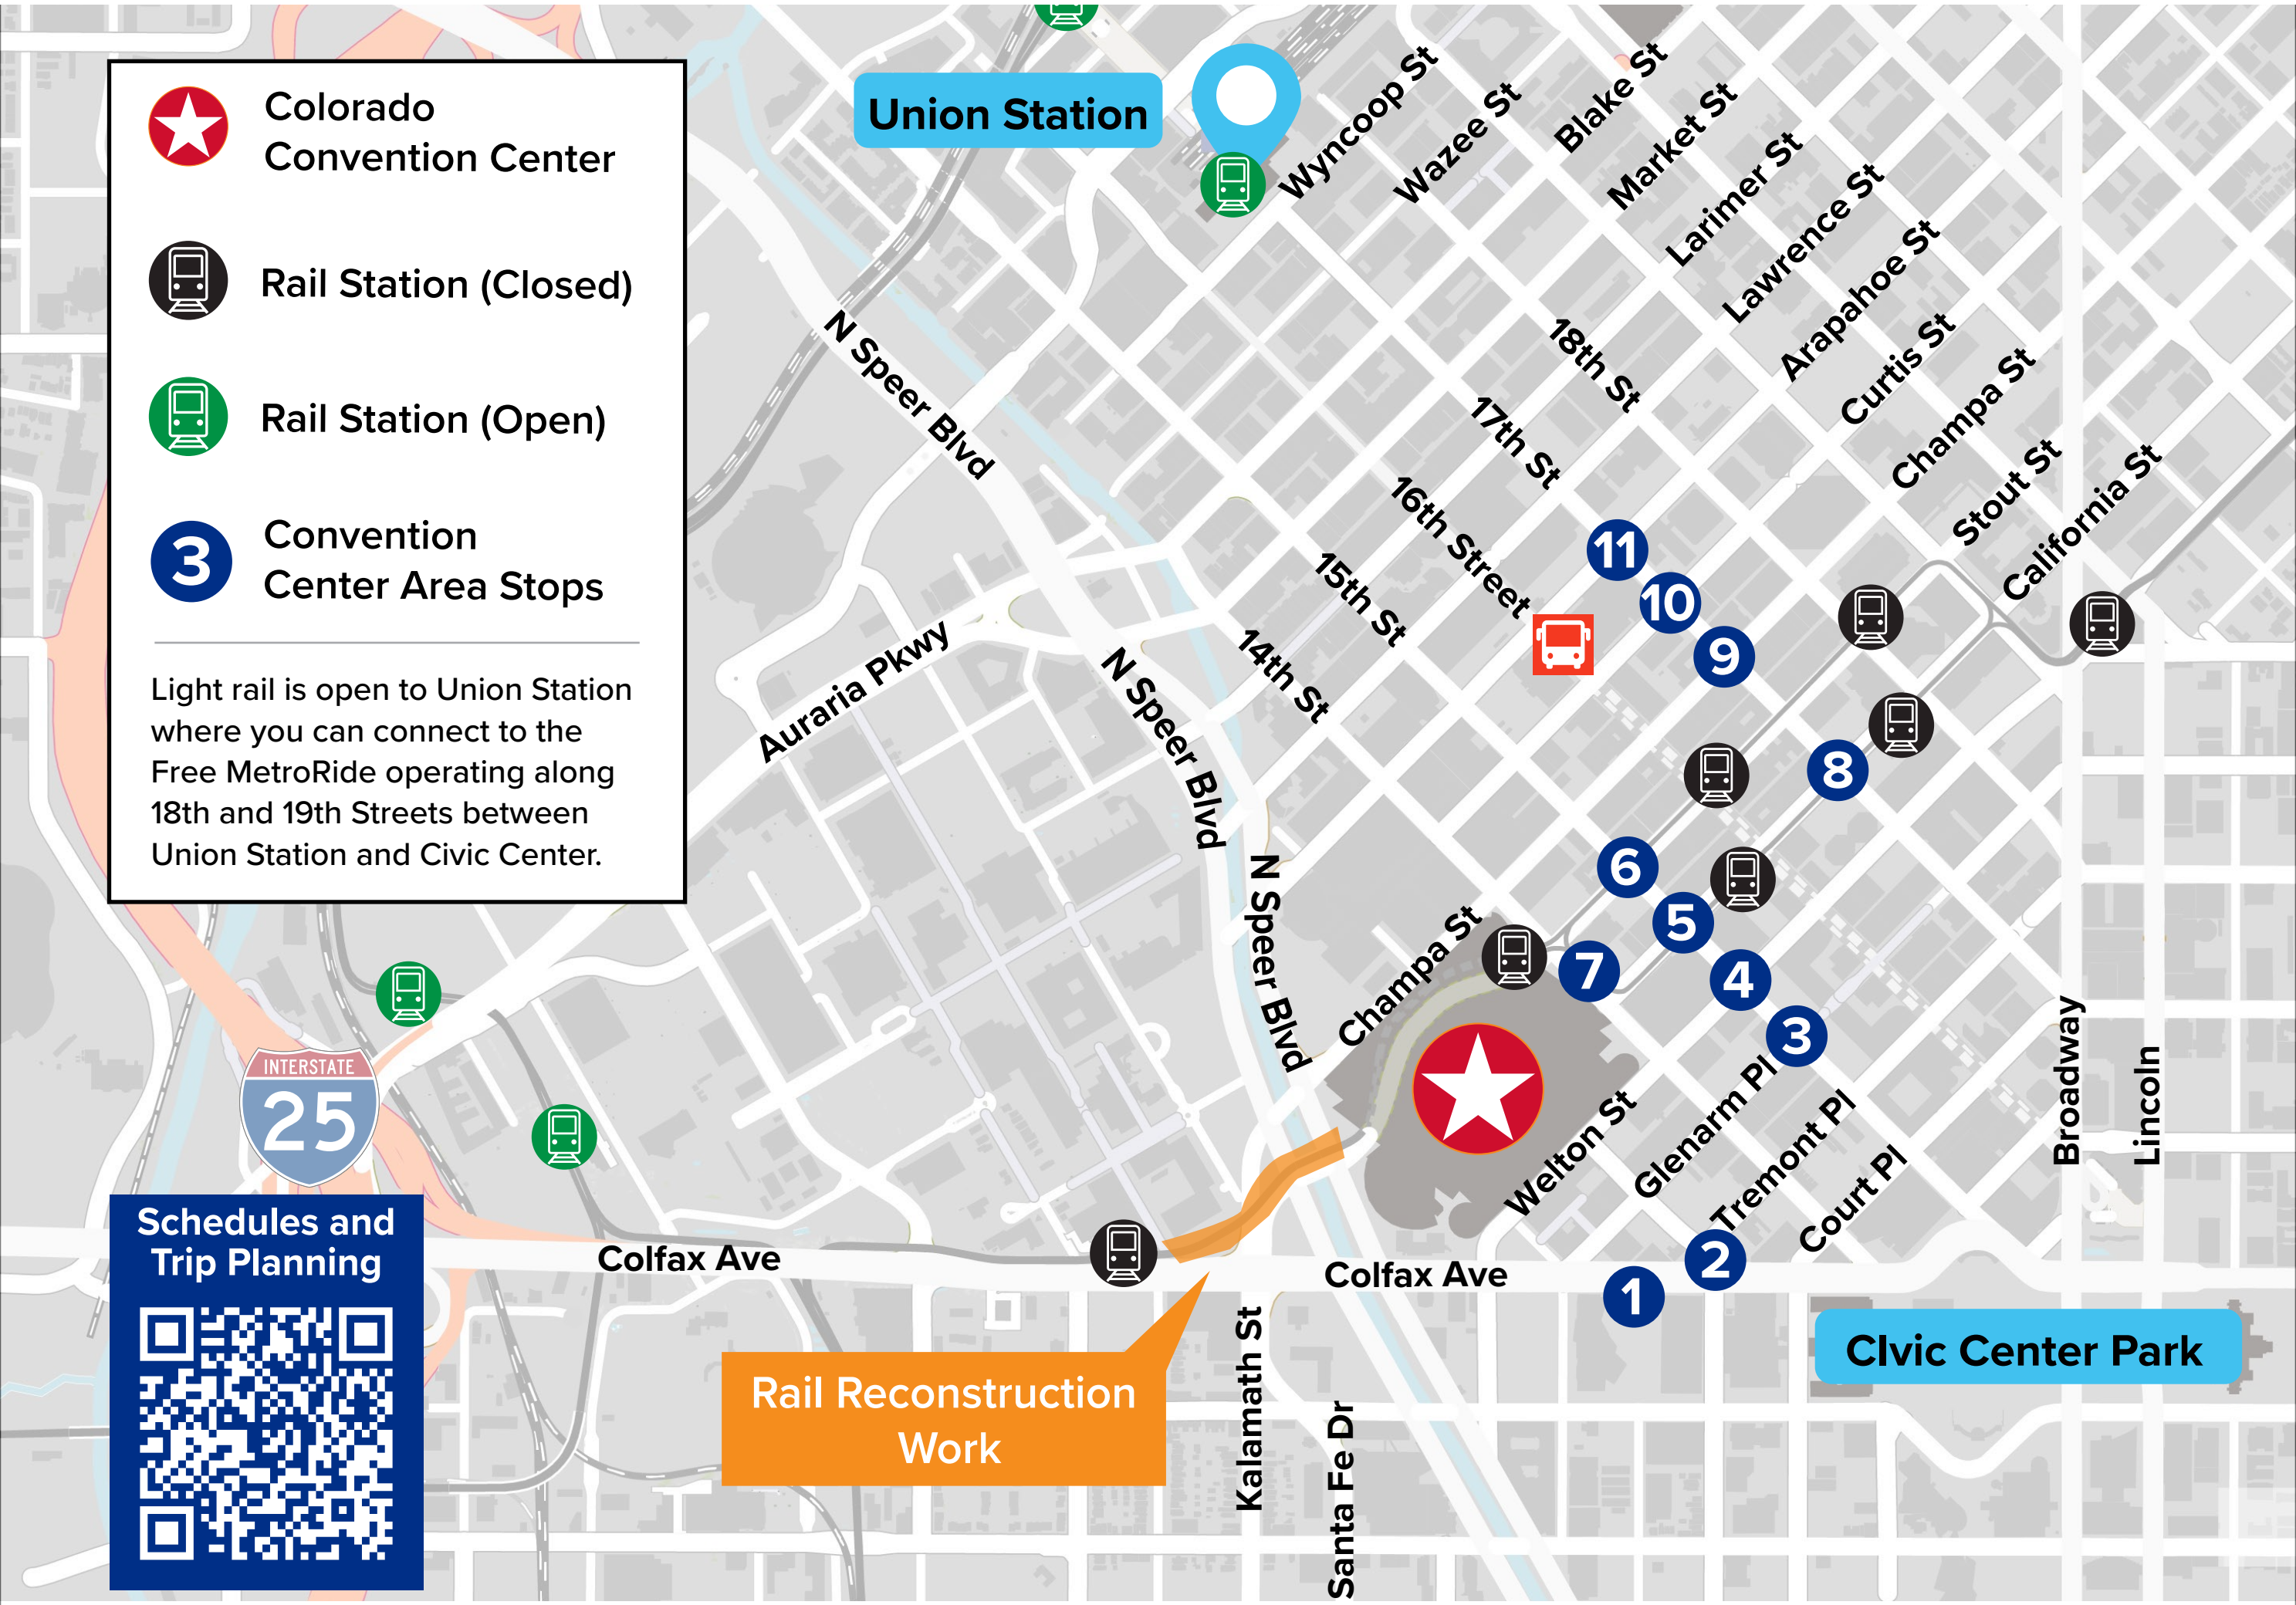 Colorado
Convention Center
Rail Station (Closed)
Rail Station (Open)
3
Convention
Center Area Stops
Light rail is open to Union Station
where you can connect to the
Free MetroRide operating along
18th and 19th Streets between
Union Station and Civic Center.
Union Station
Wyncoop St
Wazee St
Blake St
Market St
Larimer St
Lawrence St
Arapahoe St
Curtis St
Champa St
Stout St
California St
18th St
17th St
16th Street
15th St
14th St
N Speer Blvd
Auraria Pkwy
N Speer Blvd
N Speer Blvd
11
10
9
8
6
5
7
4
3
2
1
Champa St
Welton St
Glenarm Pl
Tremont Pl
Court Pl
Broadway
Lincoln
INTERSTATE
25
Schedules and
Trip Planning
Colfax Ave
Colfax Ave
CIvic Center Park
Rail Reconstruction
Work
Kalamath St
Santa Fe Dr